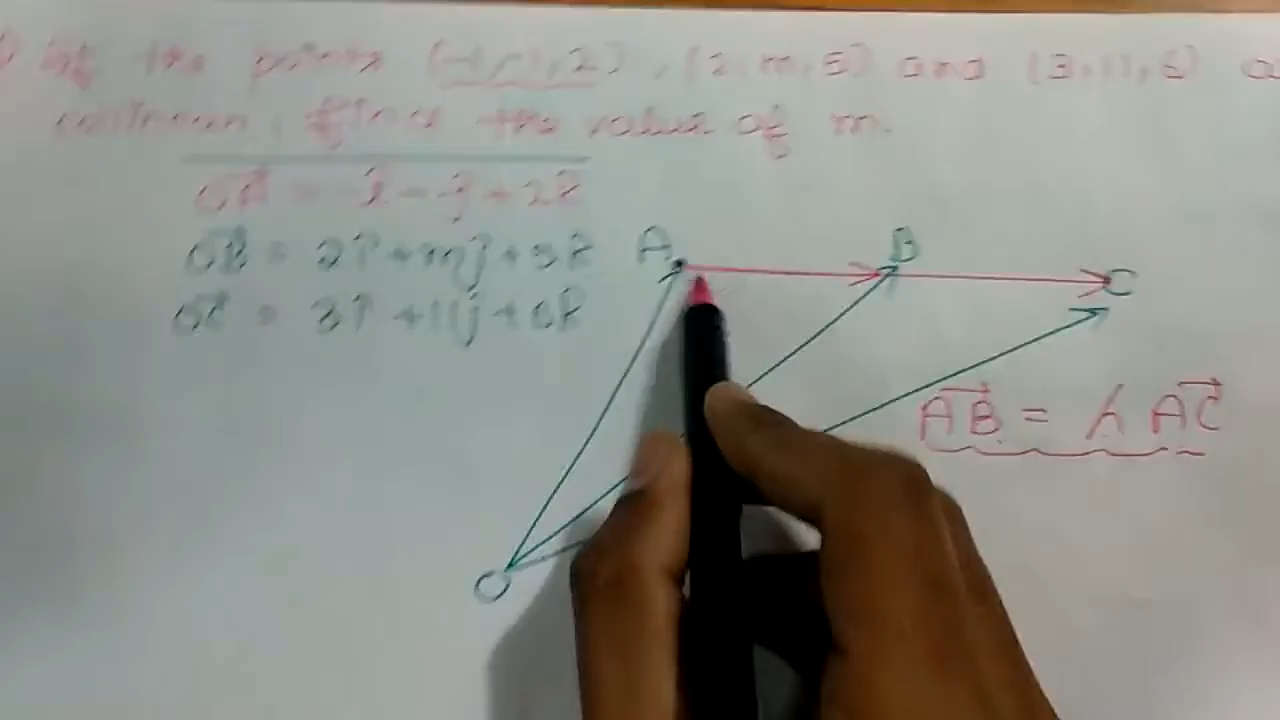 If the points (-1,-1,2), (2,m,5) and (3,11,6) a
collinear, find the value of m.
OA = -î - ĵ + 2k̂
OB = 2î + mĵ + 5k̂
OC = 3î + 11ĵ + 6k̂
A
B
C
AB = λ AC
O